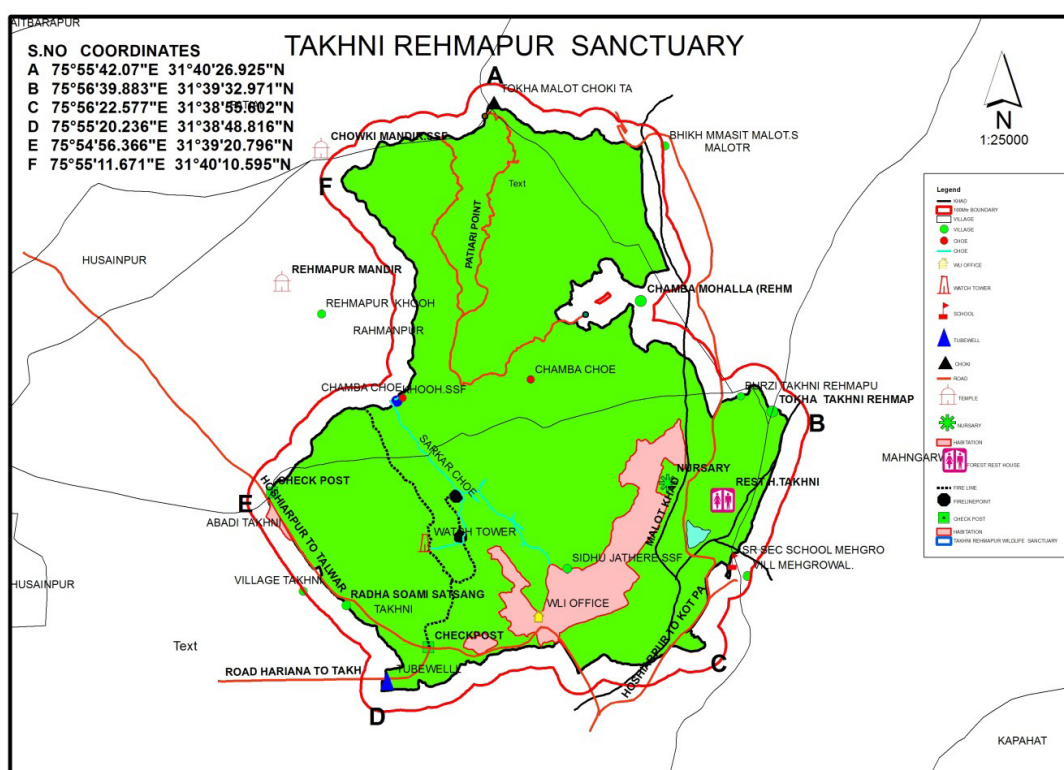 AITBARAPUR
TAKHNI REHMAPUR SANCTUARY
S.NO COORDINATES
A 75°55'42.07"E 31°40'26.925"N
B 75°56'39.883"E 31°39'32.971"N
C 75°56'22.577"E 31°38'55.602"N
D 75°55'20.236"E 31°38'48.816"N
E 75°54'56.366"E 31°39'20.796"N
F 75°55'11.671"E 31°40'10.595"N
A
TOKHA MALOT CHOKI TA
N
1:25000
CHOWKI MANDIR.SSF
BHIKH MMASIT MALOT.S
MALOTR
F
Text
PATIARI POINT
HUSAINPUR
REHMAPUR MANDIR
REHMAPUR KHOOH
RAHMANPUR
CHAMBA MOHALLA (REHM
CHAMBA CHOE
CHAMBA CHOE
KHOOH.SSF
BURZI TAKHNI REHMAPU
TOKHA TAKHNI REHMAP
B
SARKAR CHOE
MAHNGARW
NURSARY
REST.H.TAKHNI
CHECK POST
E
HOSHIARPUR TO TALWAR
ABADI TAKHNI
MALOT KHAD
WATCH TOWER
SIDHU JATHERE.SSF
SR SEC SCHOOL MEHGRO
VILL MEHGROWAL.
HUSAINPUR
VILLAGE TAKHNI
RADHA SOAMI SATSANG
TAKHNI
WLI OFFICE
HOSHIARPUR TO KOT PA
CHECKPOST
Text
ROAD HARIANA TO TAKH
TUBEWELL
C
D
KAPAHAT
Legend
KHAD
100Mtr BOUNDARY
VILLAGE
VILLAGE
CHOE
CHOE
WLI OFFICE
WATCH TOWER
SCHOOL
TUBEWELL
CHOKI
ROAD
TEMPLE
NURSARY
HABITATION
FOREST REST HOUSE
FIRE LINE
FIRELINEPOINT
CHECK POST
HABITATION
TAKHNI REHMAPUR WILDLIFE SANCTUARY